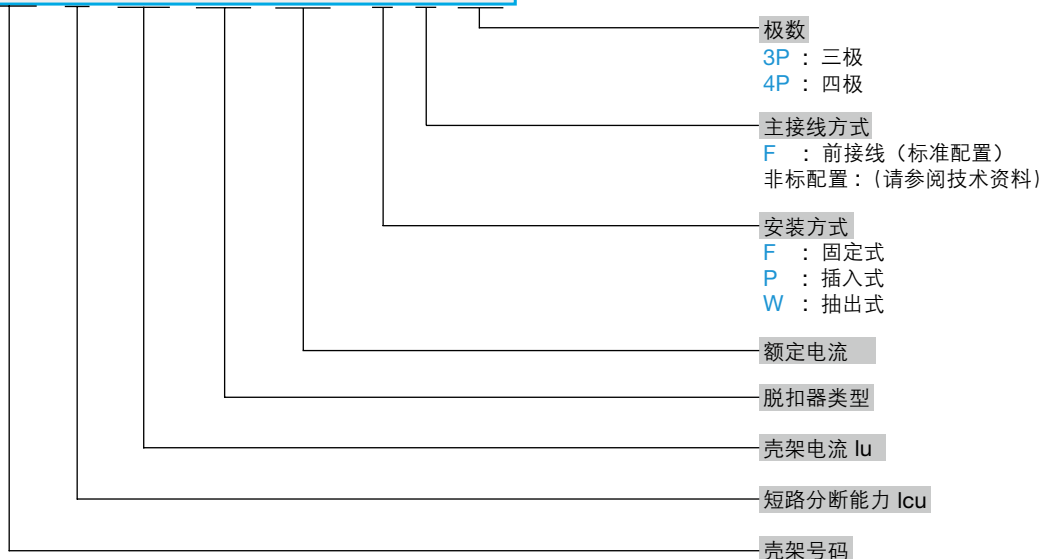 极数
3P : 三极
4P : 四极
主接线方式
F : 前接线（标准配置）
非标配置：（请参阅技术资料）
安装方式
F : 固定式
P : 插入式
W : 抽出式
额定电流
脱扣器类型
壳架电流 Iu
短路分断能力 Icu
壳架号码